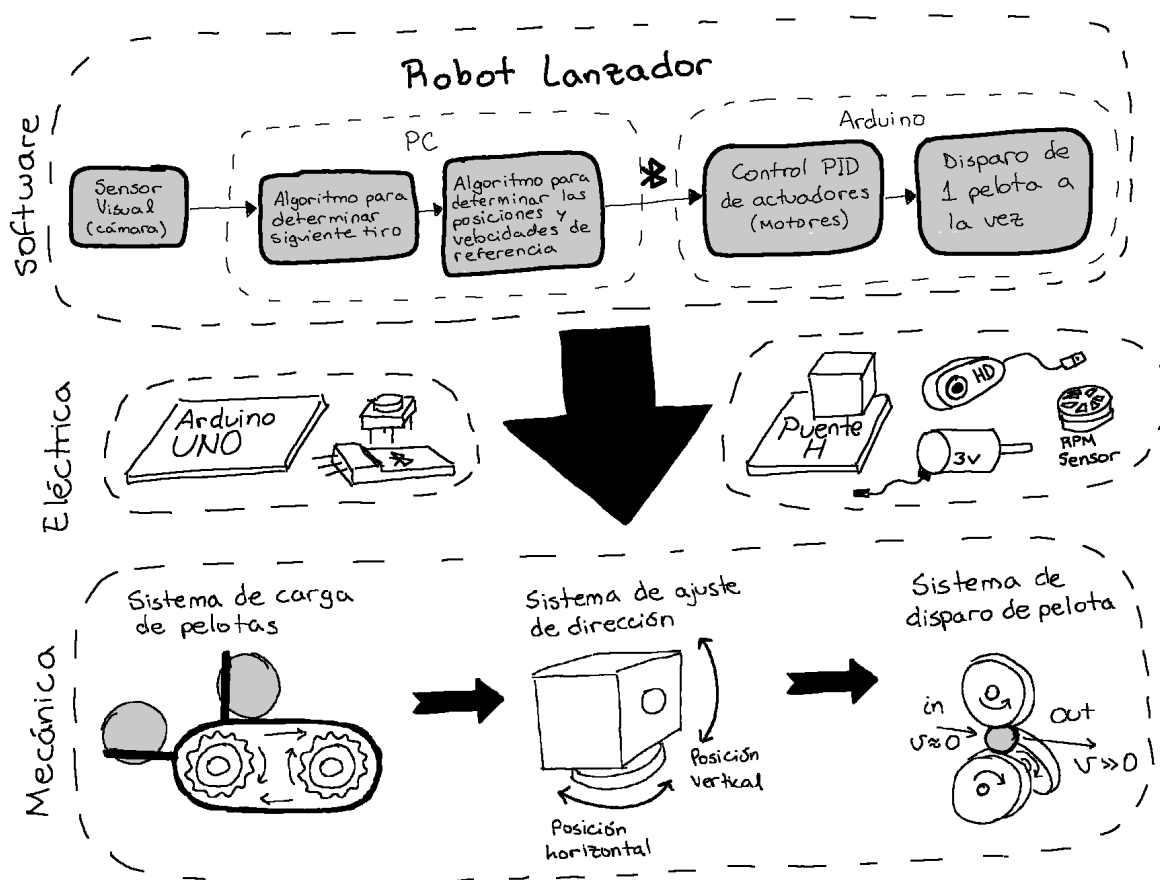 Robot Lanzador
Software
PC
Arduino
Sensor
Visual
(cámara)
Algoritmo para
determinar
siguiente tiro
Algoritmo para
determinar las
posiciones y
velocidades de
referencia
Control PID
de actuadores
(Motores)
Disparo de
1 pelota a
la vez
Eléctrica
Arduino
UNO
Puente
H
HD
3v
RPM
Sensor
Mecánica
Sistema de carga
de pelotas
Sistema de ajuste
de dirección
Posición
vertical
Posición
horizontal
Sistema de
disparo de pelota
in
v≈0
out
v>>0